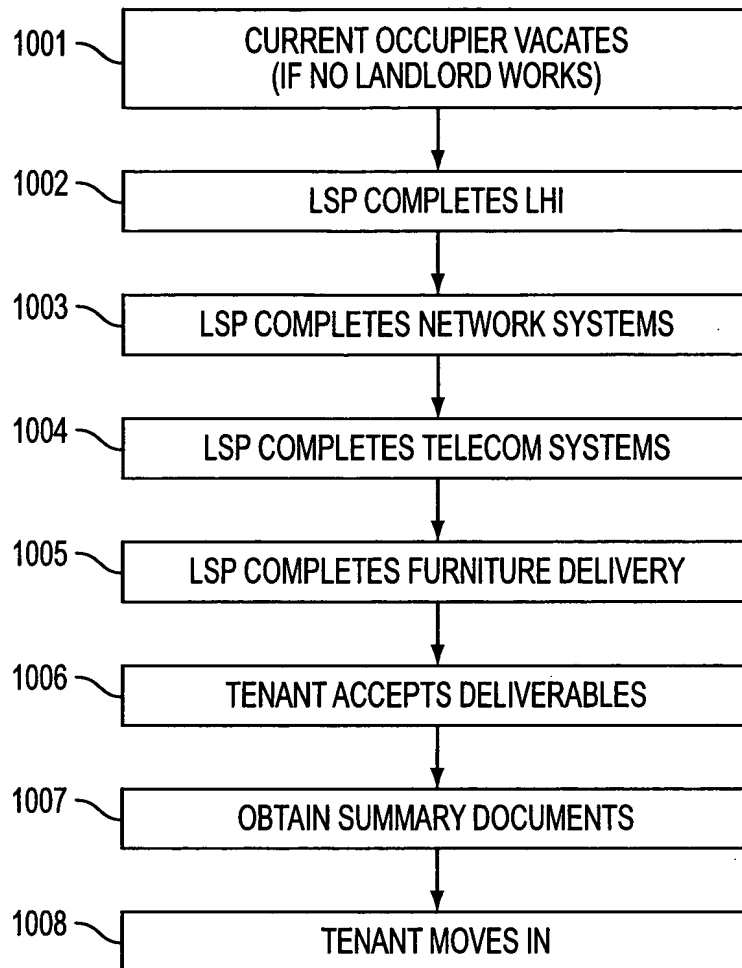 1001
CURRENT OCCUPIER VACATES
(IF NO LANDLORD WORKS)
1002
LSP COMPLETES LHI
1003
LSP COMPLETES NETWORK SYSTEMS
1004
LSP COMPLETES TELECOM SYSTEMS
1005
LSP COMPLETES FURNITURE DELIVERY
1006
TENANT ACCEPTS DELIVERABLES
1007
OBTAIN SUMMARY DOCUMENTS
1008
TENANT MOVES IN